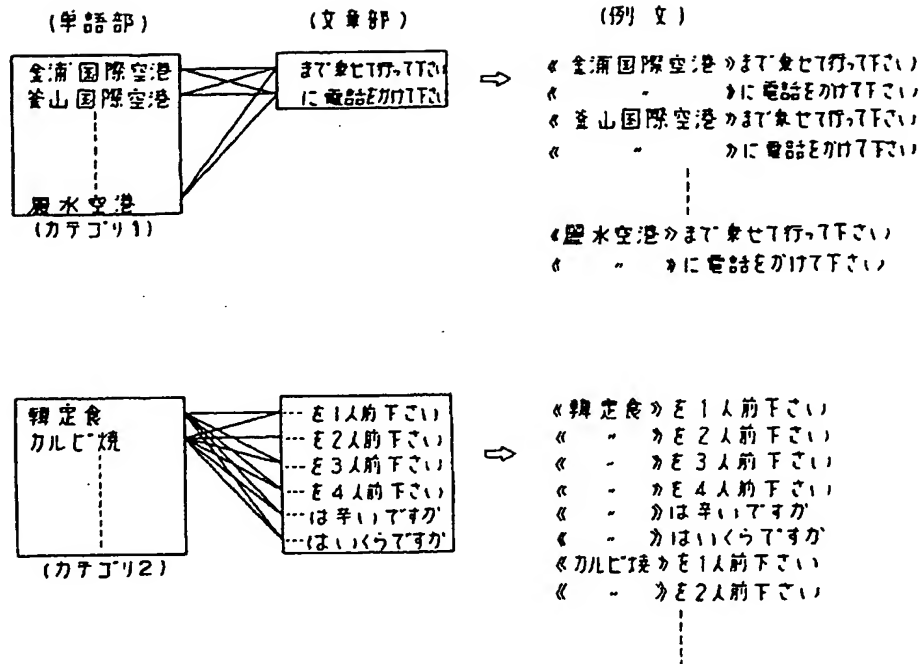 (単語部)
(文章部)
(例文)
金浦国際空港
釜山国際空港
麗水空港
(カテゴリ1)
まで乗せて行って下さい
に電話をかけて下さい
《金浦国際空港》まで乗せて行って下さい
《 〃 》に電話をかけて下さい
《釜山国際空港》まで乗せて行って下さい
《 〃 》に電話をかけて下さい
《麗水空港》まで乗せて行って下さい
《 〃 》に電話をかけて下さい
韓定食
カルビ焼
(カテゴリ2)
…を1人前下さい
…を2人前下さい
…を3人前下さい
…を4人前下さい
…は辛いですか
…はいくらですか
《韓定食》を1人前下さい
《 〃 》を2人前下さい
《 〃 》を3人前下さい
《 〃 》を4人前下さい
《 〃 》は辛いですか
《 〃 》はいくらですか
《カルビ焼》を1人前下さい
《 〃 》を2人前下さい